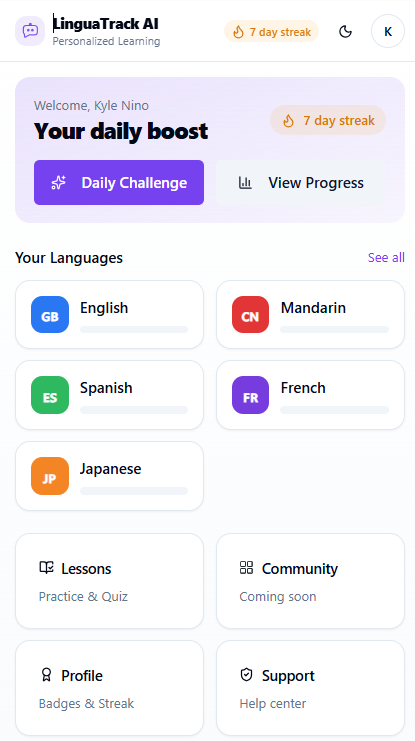 LinguaTrack AI
Personalized Learning
7 day streak
K
Welcome, Kyle Nino
Your daily boost
7 day streak
Daily Challenge
View Progress
Your Languages
See all
GB
English
CN
Mandarin
ES
Spanish
FR
French
JP
Japanese
Lessons
Practice & Quiz
Community
Coming soon
Profile
Badges & Streak
Support
Help center